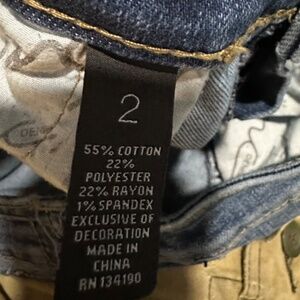 2
55% COTTON
22%
POLYESTER
22% RAYON
1% SPANDEX
EXCLUSIVE OF
DECORATION
MADE IN
CHINA
RN 134190